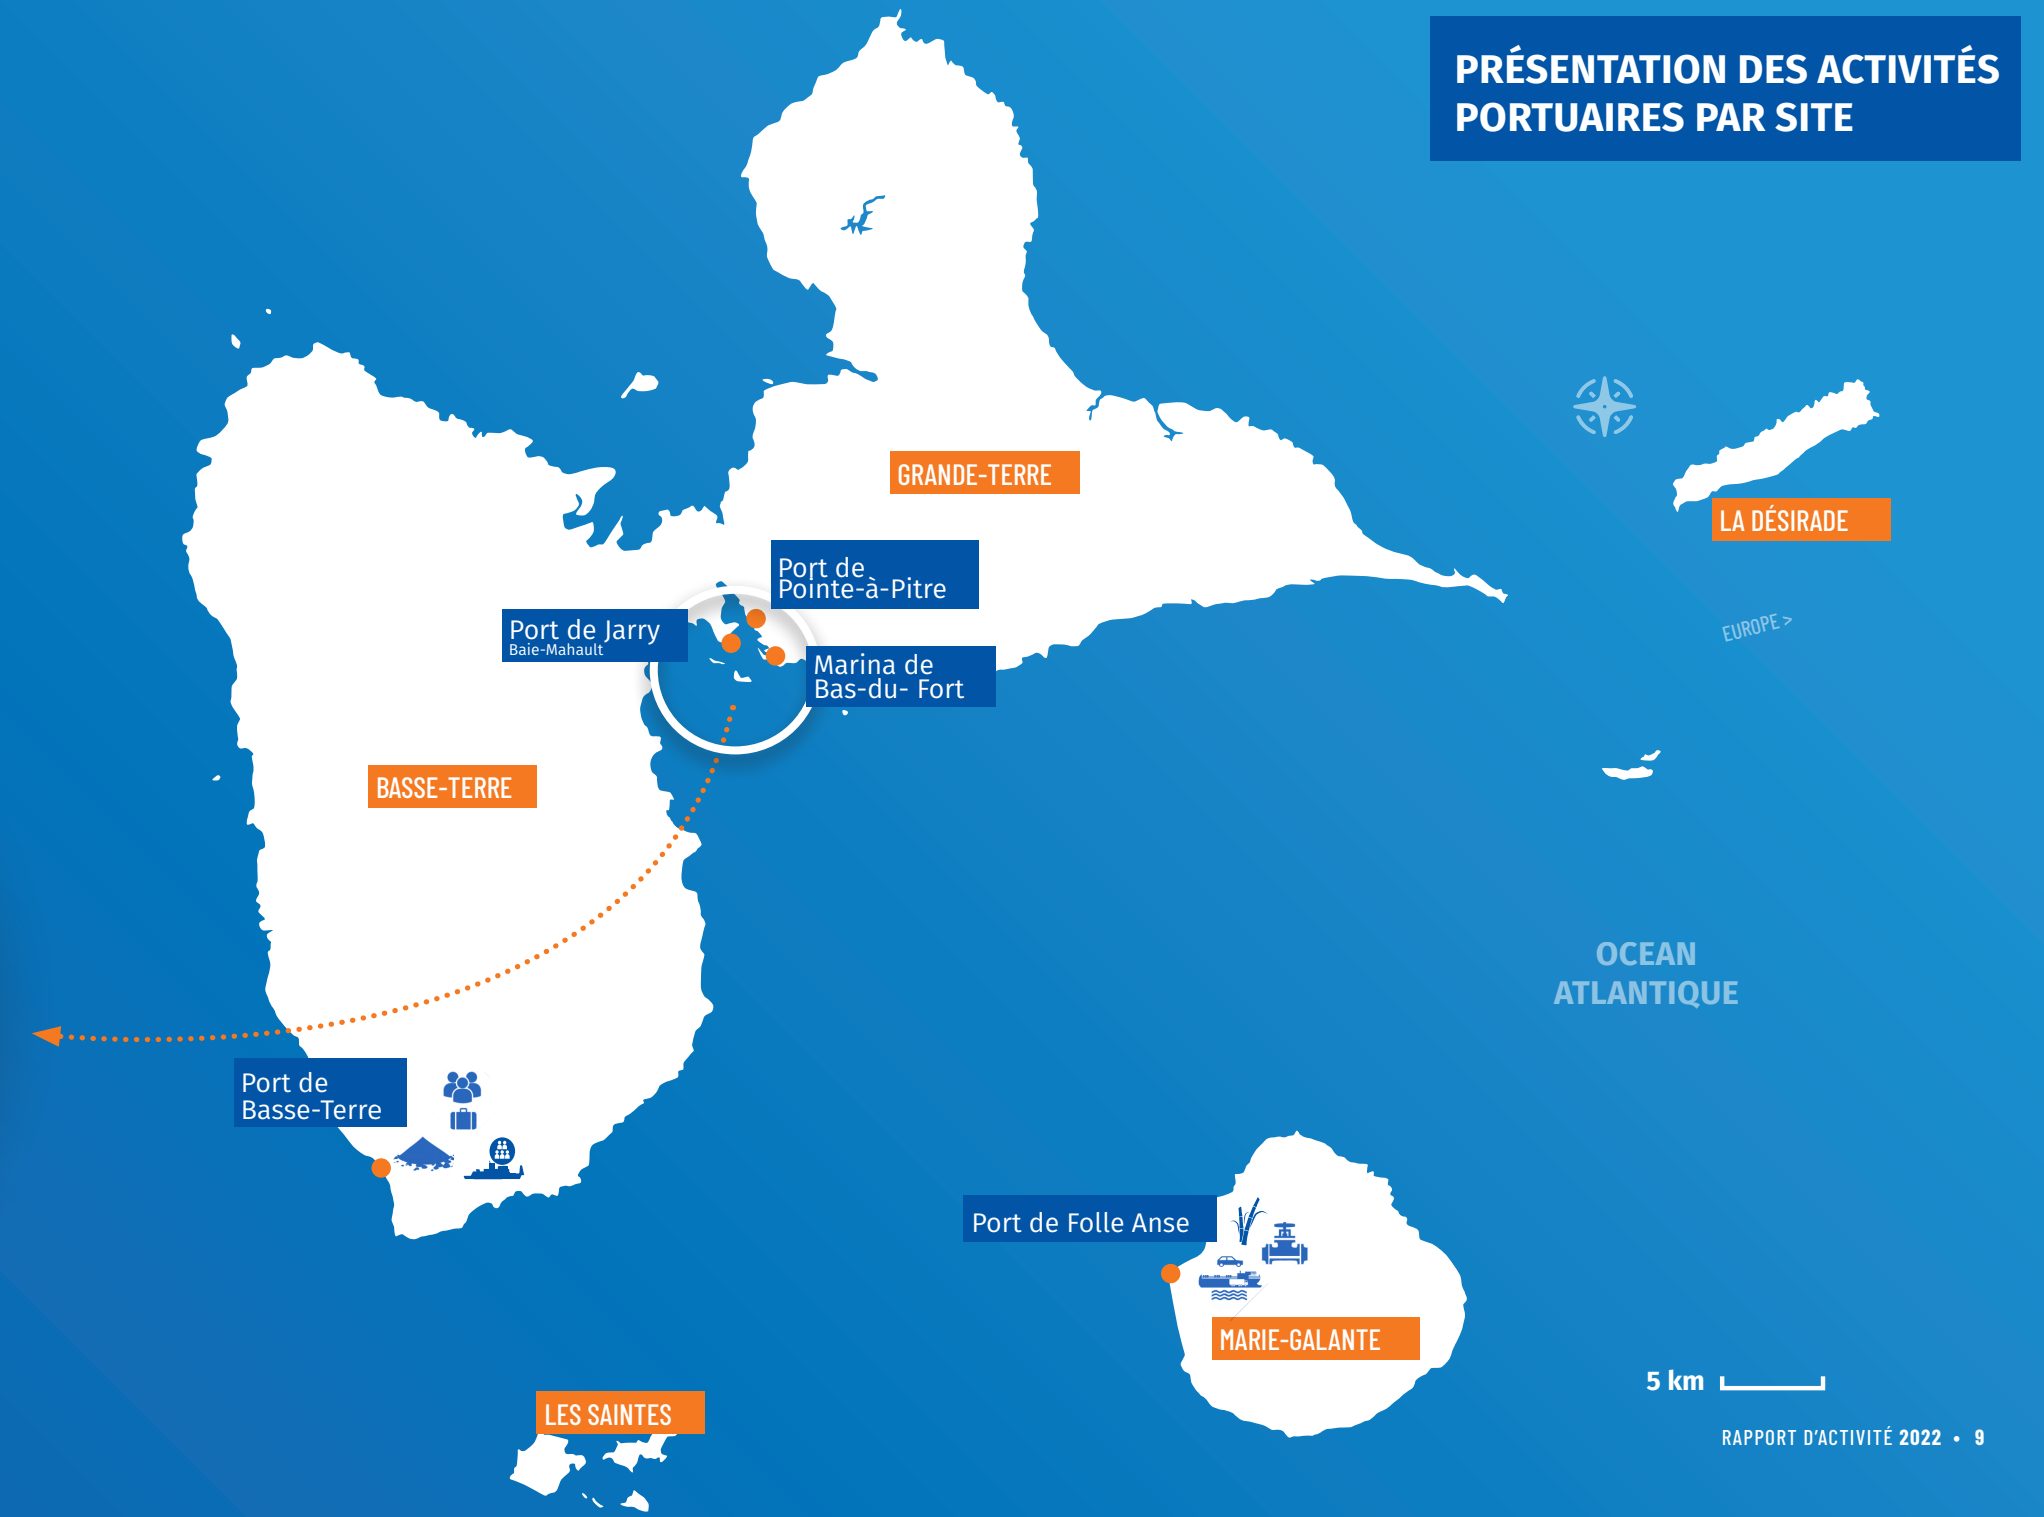 PRÉSENTATION DES ACTIVITÉS
PORTUAIRES PAR SITE
GRANDE-TERRE
LA DÉSIRADE
Port de
Pointe-à-Pitre
Port de Jarry
Baie-Mahault
EUROPE >
Marina de
Bas-du- Fort
BASSE-TERRE
OCEAN
ATLANTIQUE
Port de
Basse-Terre
Port de Folle Anse
MARIE-GALANTE
5 km
LES SAINTES
RAPPORT D'ACTIVITÉ 2022 • 9